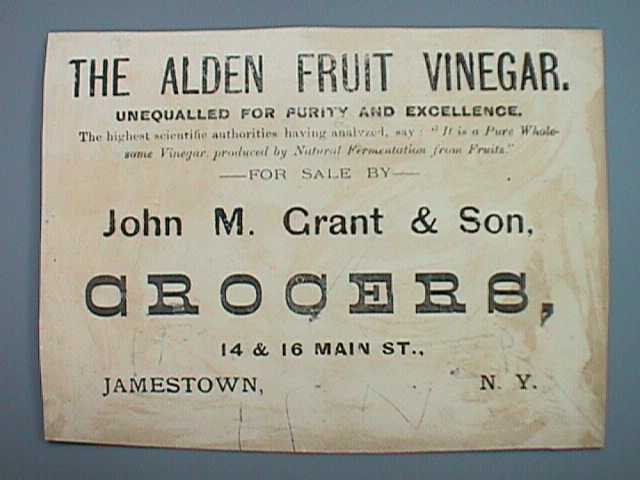 THE ALDEN FRUIT VINEGAR.
UNEQUALLED FOR PURITY AND EXCELLENCE.
The highest scientific authorities having analyzed, say: "It is a Pure Whole-
some Vinegar, produced by Natural Fermentation from Fruits."
—FOR SALE BY—
John M. Grant & Son,
GROCERS,
14 & 16 MAIN ST.,
JAMESTOWN, N. Y.